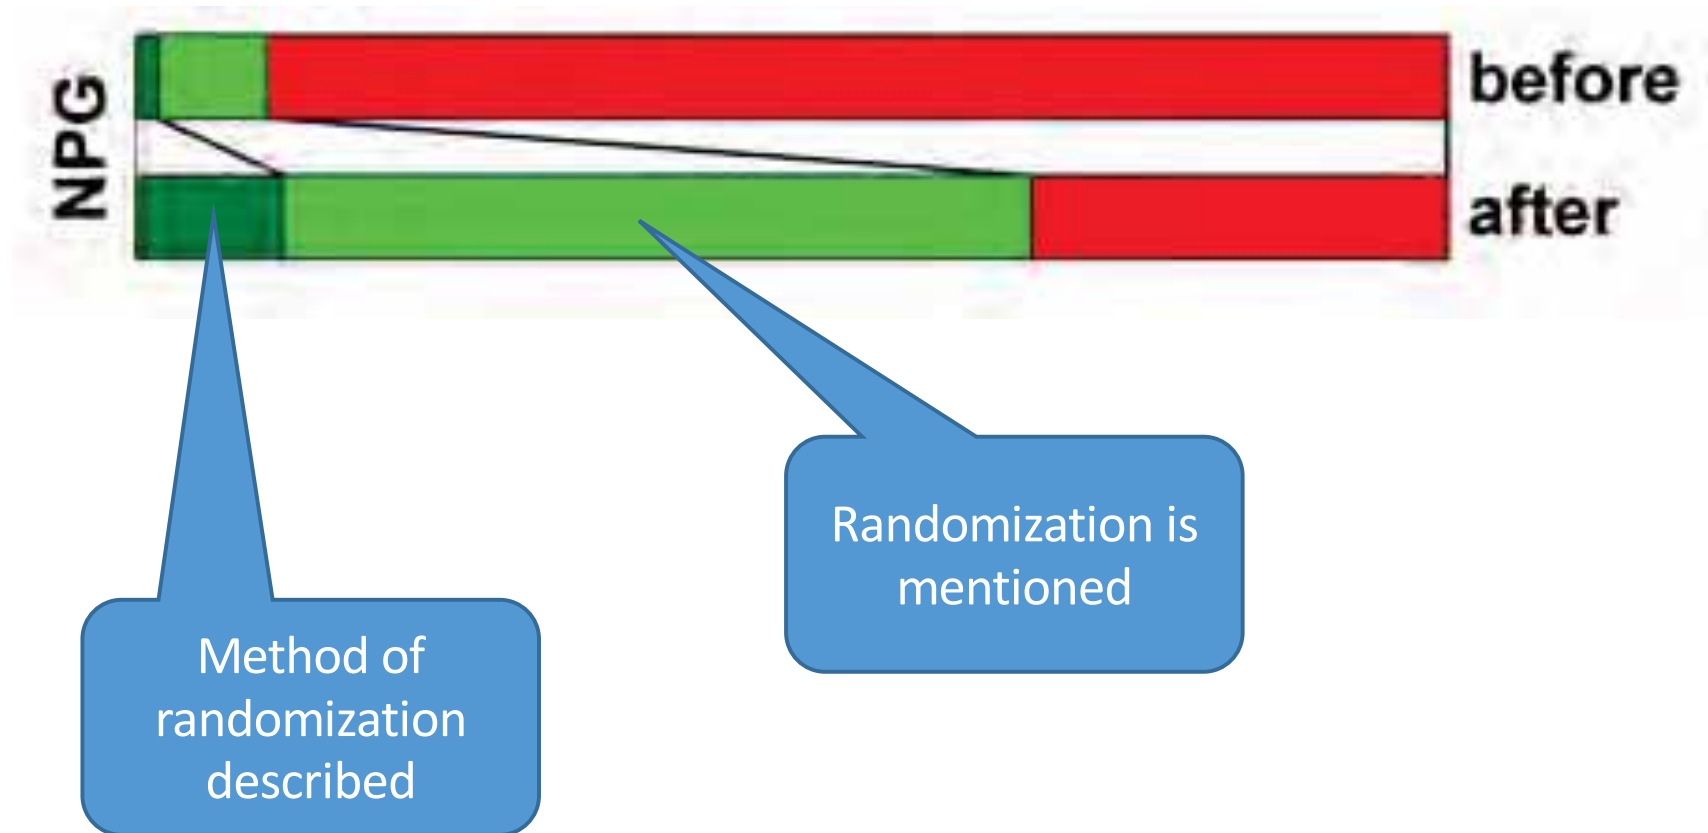 NPG
before
after
Randomization is
mentioned
Method of
randomization
described